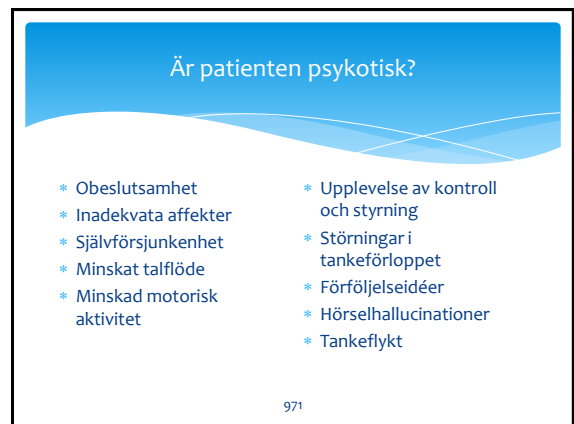 Är patienten psykotisk?
* Obeslutsamhet
* Inadekvata affekter
* Självförsjunkenhet
* Minskat talflöde
* Minskad motorisk
aktivitet
* Upplevelse av kontroll
och styrning
* Störningar i
tankeförloppet
* Förföljelseidéer
* Hörselhallucinationer
* Tankeflykt
971